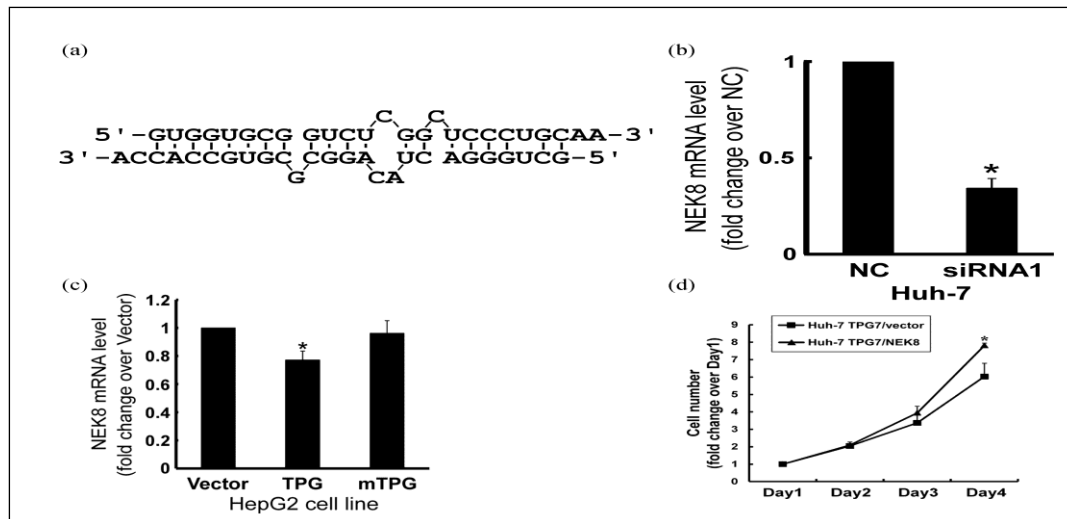 (a)
C C
5'-GUGGUGCG GUCU GGC UCCCUGCAA-3'
3'-ACCACCGUG CGG A UC AGGGUCG-5'
G CA
(b)
NEK8 mRNA level
(fold change over NC)
1
0.5
0
*
NC siRNA1
Huh-7
(c)
NEK8 mRNA level
(fold change over Vector)
1.2
1
0.8
0.6
0.4
0.2
0
*
Vector TPG mTPG
HepG2 cell line
(d)
Huh-7 TPG7/vector
Huh-7 TPG7/NEK8
Cell number
(fold change over Day1)
9
8
7
6
5
4
3
2
1
0
*
Day1 Day2 Day3 Day4